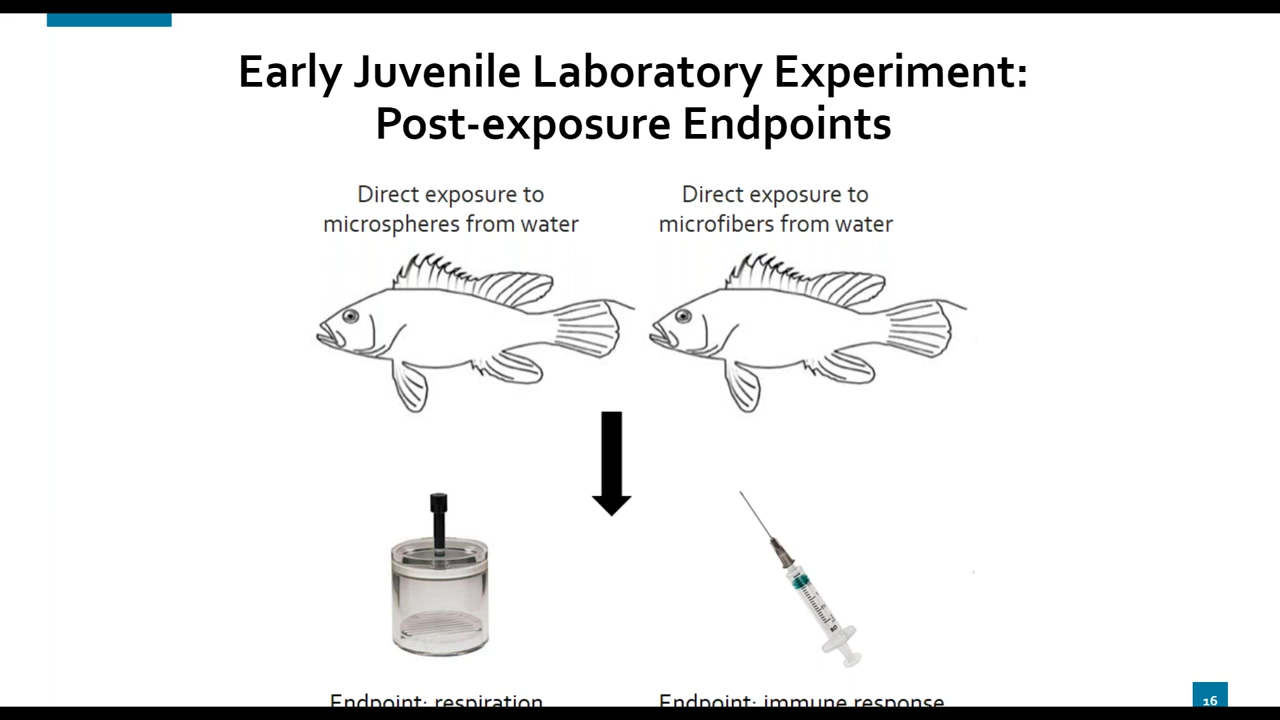 Early Juvenile Laboratory Experiment:
Post-exposure Endpoints
Direct exposure to
microspheres from water
Direct exposure to
microfibers from water
Endpoint: respiration
Endpoint: immune response
16